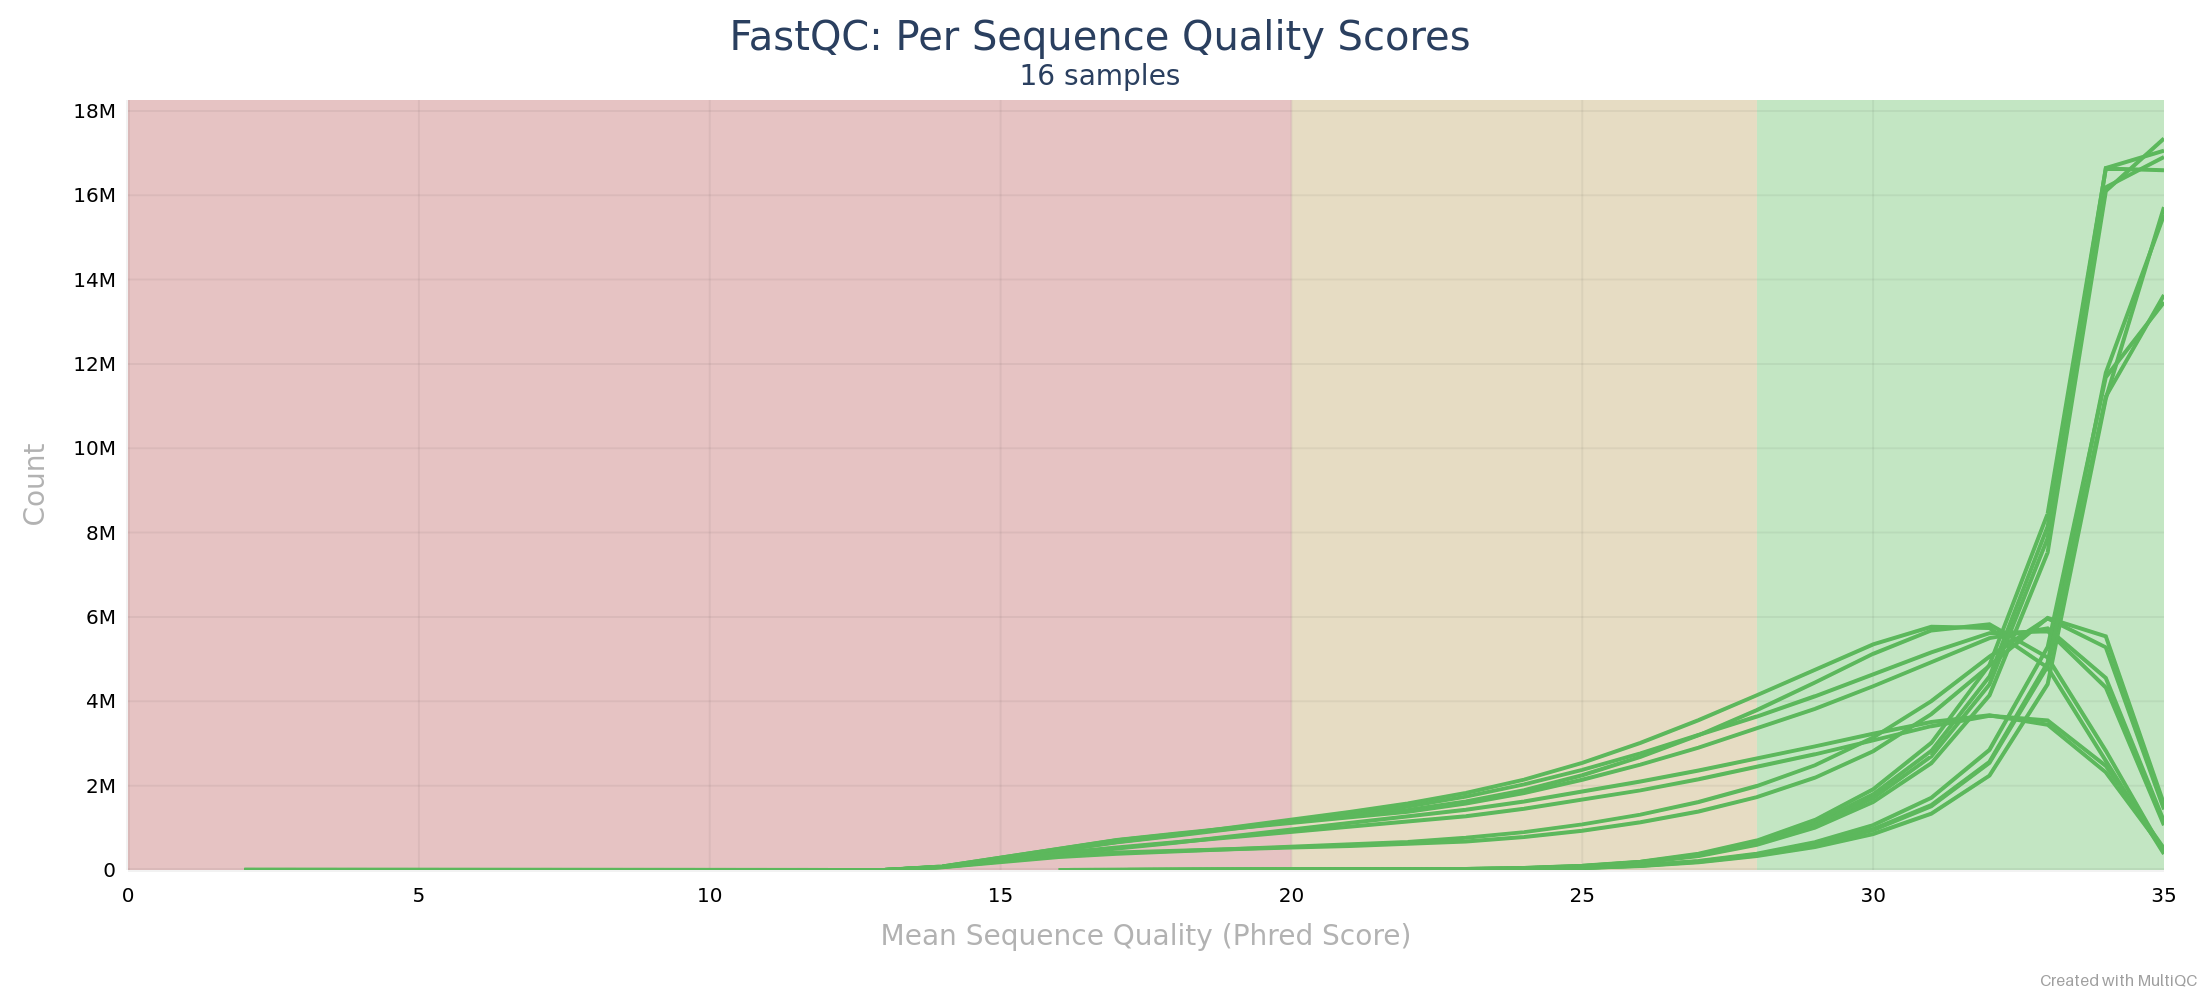 FastQC: Per Sequence Quality Scores
16 samples
18M
16M
14M
12M
10M
8M
6M
4M
2M
0
Count
0 5 10 15 20 25 30 35
Mean Sequence Quality (Phred Score)
Created with MultiQC